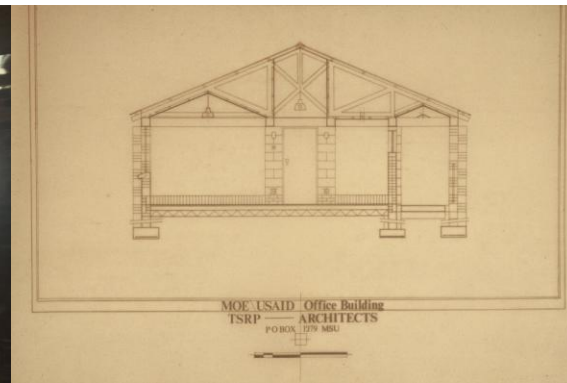 MOE\USAID Office Building
TSRP —— ARCHITECTS
P O BOX 1179 MSU